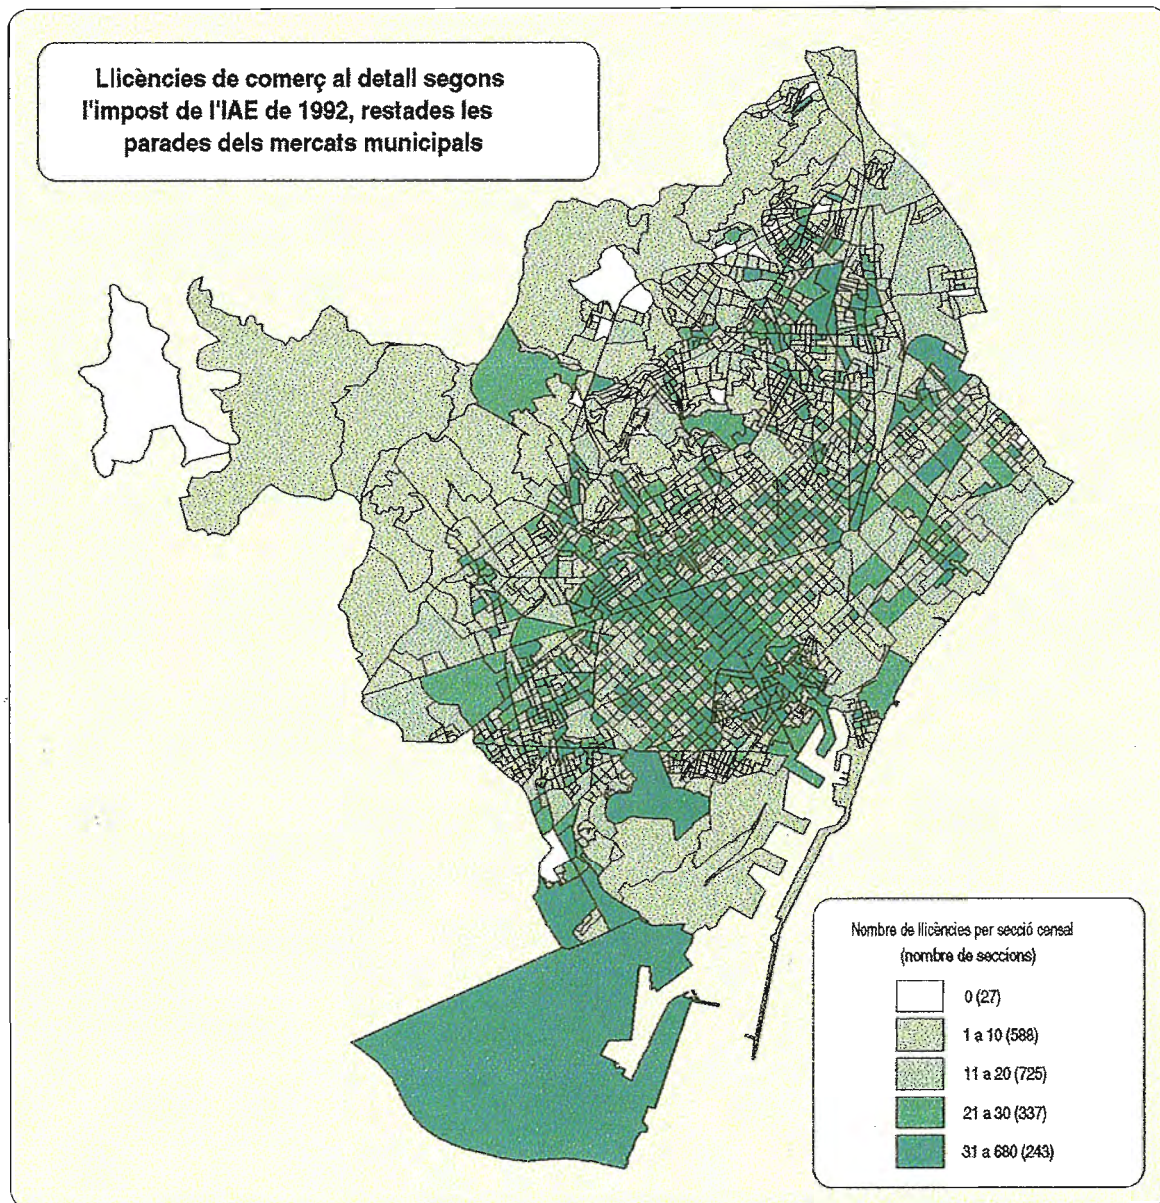 Llicències de comerç al detall segons
l'impost de l'IAE de 1992, restades les
parades dels mercats municipals
Nombre de llicències per secció censal
(nombre de seccions)
0 (27)
1 a 10 (588)
11 a 20 (725)
21 a 30 (337)
31 a 680 (243)